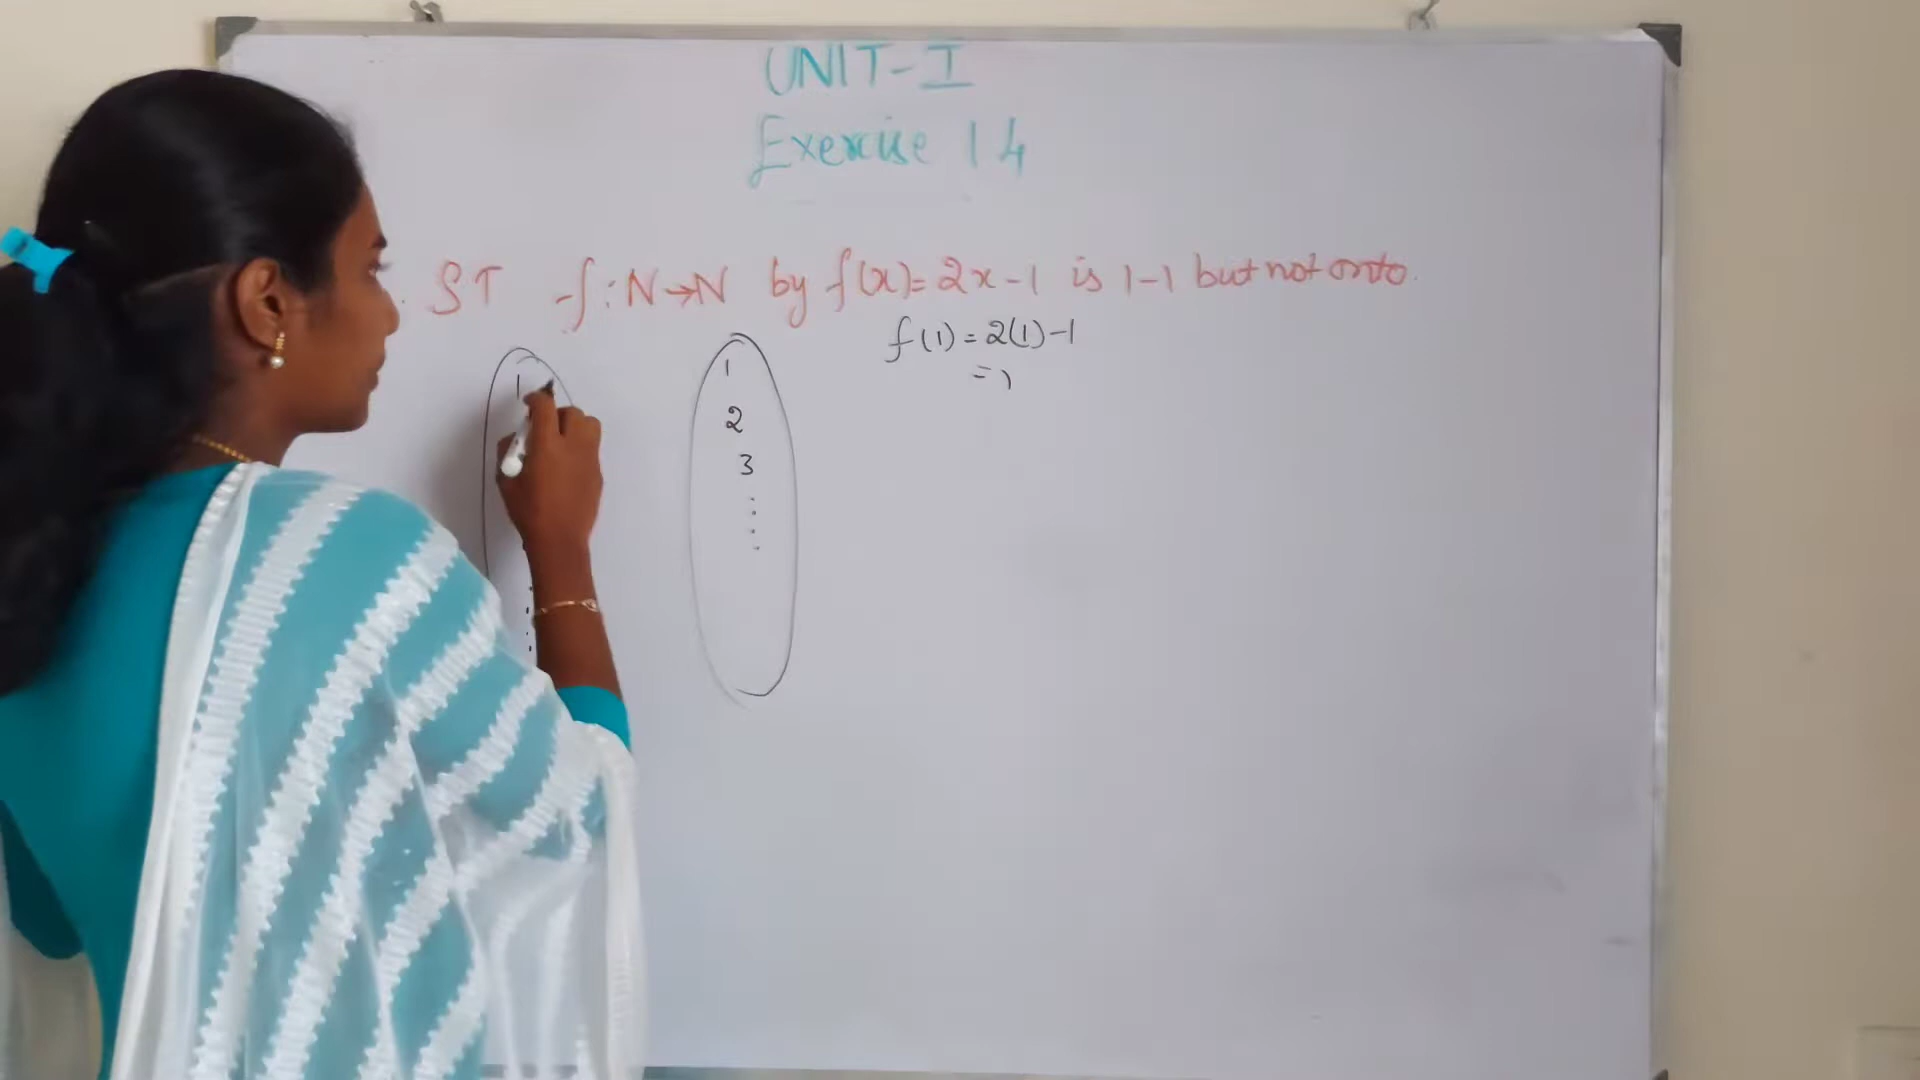 UNIT-I
Exercise 1 4
ST f:N→N by f(x)=2x-1 is 1-1 but not onto.
f(1)=2(1)-1
=1
1
1
2
3